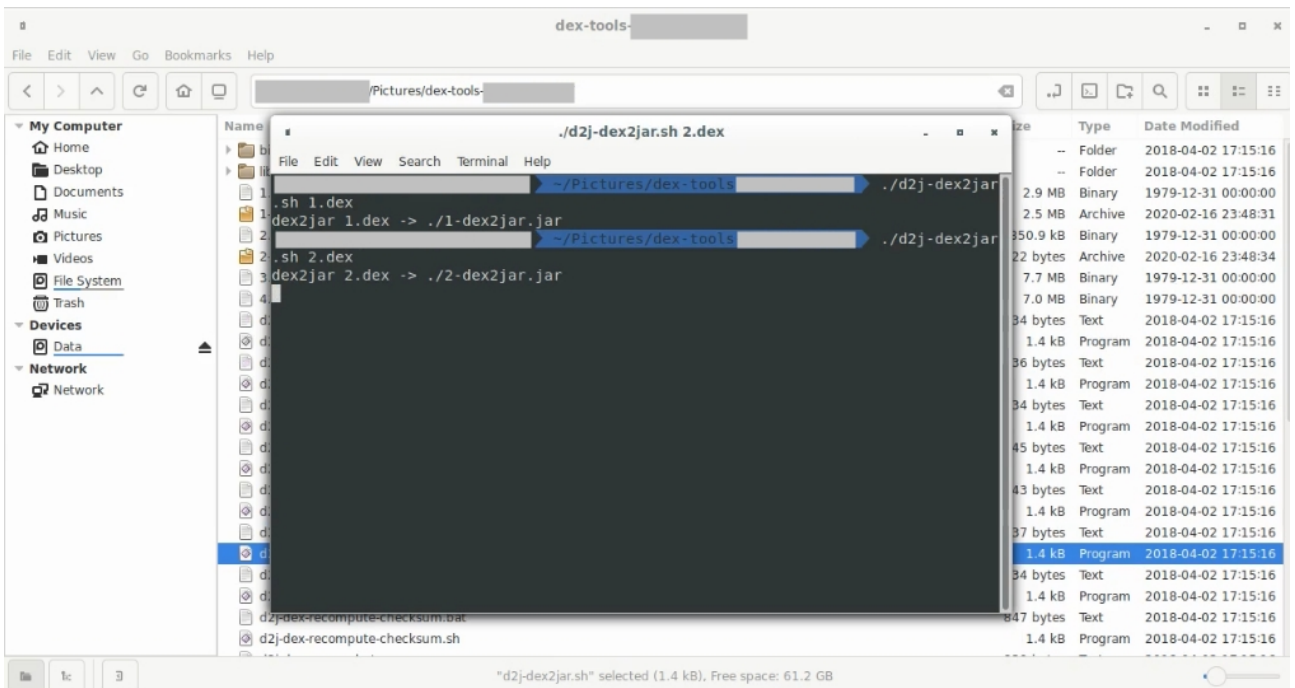 dex-tools-
File Edit View Go Bookmarks Help
/Pictures/dex-tools-
My Computer
Home
Desktop
Documents
Music
Pictures
Videos
File System
Trash
Devices
Data
Network
Network
Name
Type Date Modified
./d2j-dex2jar.sh 2.dex
File Edit View Search Terminal Help
~/Pictures/dex-tools ./d2j-dex2jar
.sh 1.dex
dex2jar 1.dex -> ./1-dex2jar.jar
~/Pictures/dex-tools ./d2j-dex2jar
.sh 2.dex
dex2jar 2.dex -> ./2-dex2jar.jar
-- Folder 2018-04-02 17:15:16
-- Folder 2018-04-02 17:15:16
2.9 MB Binary 1979-12-31 00:00:00
2.5 MB Archive 2020-02-16 23:48:31
350.9 kB Binary 1979-12-31 00:00:00
22 bytes Archive 2020-02-16 23:48:34
7.7 MB Binary 1979-12-31 00:00:00
7.0 MB Binary 1979-12-31 00:00:00
34 bytes Text 2018-04-02 17:15:16
1.4 kB Program 2018-04-02 17:15:16
36 bytes Text 2018-04-02 17:15:16
1.4 kB Program 2018-04-02 17:15:16
34 bytes Text 2018-04-02 17:15:16
1.4 kB Program 2018-04-02 17:15:16
45 bytes Text 2018-04-02 17:15:16
1.4 kB Program 2018-04-02 17:15:16
43 bytes Text 2018-04-02 17:15:16
1.4 kB Program 2018-04-02 17:15:16
37 bytes Text 2018-04-02 17:15:16
1.4 kB Program 2018-04-02 17:15:16
34 bytes Text 2018-04-02 17:15:16
1.4 kB Program 2018-04-02 17:15:16
d2j-dex-recompute-checksum.bat 847 bytes Text 2018-04-02 17:15:16
d2j-dex-recompute-checksum.sh 1.4 kB Program 2018-04-02 17:15:16
"d2j-dex2jar.sh" selected (1.4 kB), Free space: 61.2 GB